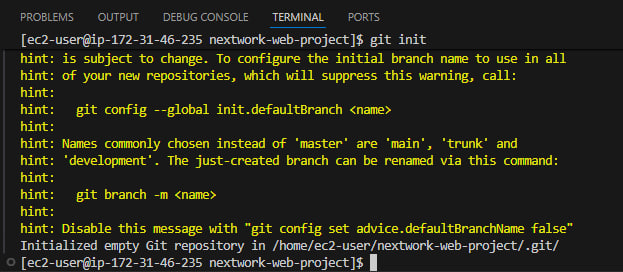 PROBLEMS OUTPUT DEBUG CONSOLE TERMINAL PORTS
[ec2-user@ip-172-31-46-235 nextwork-web-project]$ git init
hint: is subject to change. To configure the initial branch name to use in all
hint: of your new repositories, which will suppress this warning, call:
hint:
hint:   git config --global init.defaultBranch <name>
hint:
hint: Names commonly chosen instead of 'master' are 'main', 'trunk' and
hint: 'development'. The just-created branch can be renamed via this command:
hint:
hint:   git branch -m <name>
hint:
hint: Disable this message with "git config set advice.defaultBranchName false"
Initialized empty Git repository in /home/ec2-user/nextwork-web-project/.git/
[ec2-user@ip-172-31-46-235 nextwork-web-project]$